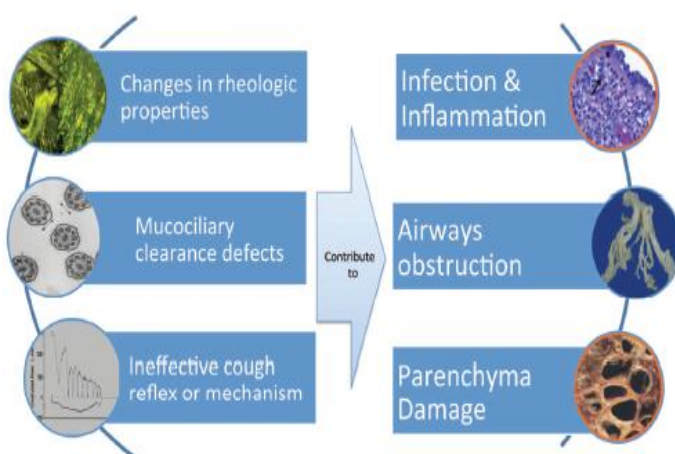 Changes in rheologic
properties
Mucociliary
clearance defects
Ineffective cough
reflex or mechanism
Contribute
to
Infection &
Inflammation
Airways
obstruction
Parenchyma
Damage